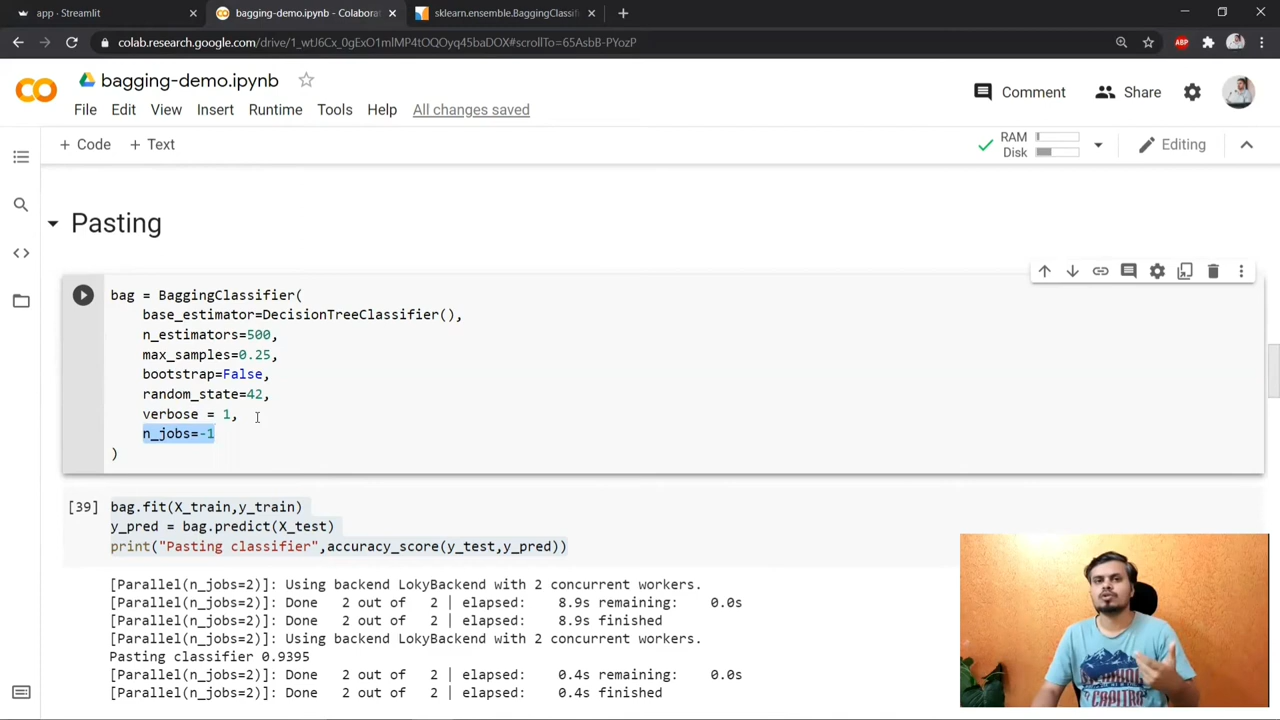 app · Streamlit
bagging-demo.ipynb - Colaborat
sklearn.ensemble.BaggingClassifi
colab.research.google.com/drive/1_wtJ6Cx_0gExO1mlMP4tOQOyq45baDOX#scrollTo=65AsbB-PYozP
ABP
bagging-demo.ipynb
File Edit View Insert Runtime Tools Help All changes saved
Comment Share
+ Code + Text
RAM
Disk
Editing
Pasting
bag = BaggingClassifier(
base_estimator=DecisionTreeClassifier(),
n_estimators=500,
max_samples=0.25,
bootstrap=False,
random_state=42,
verbose = 1,
n_jobs=-1
)
[39] bag.fit(X_train,y_train)
y_pred = bag.predict(X_test)
print("Pasting classifier",accuracy_score(y_test,y_pred))
[Parallel(n_jobs=2)]: Using backend LokyBackend with 2 concurrent workers.
[Parallel(n_jobs=2)]: Done 2 out of 2 | elapsed: 8.9s remaining: 0.0s
[Parallel(n_jobs=2)]: Done 2 out of 2 | elapsed: 8.9s finished
[Parallel(n_jobs=2)]: Using backend LokyBackend with 2 concurrent workers.
Pasting classifier 0.9395
[Parallel(n_jobs=2)]: Done 2 out of 2 | elapsed: 0.4s remaining: 0.0s
[Parallel(n_jobs=2)]: Done 2 out of 2 | elapsed: 0.4s finished